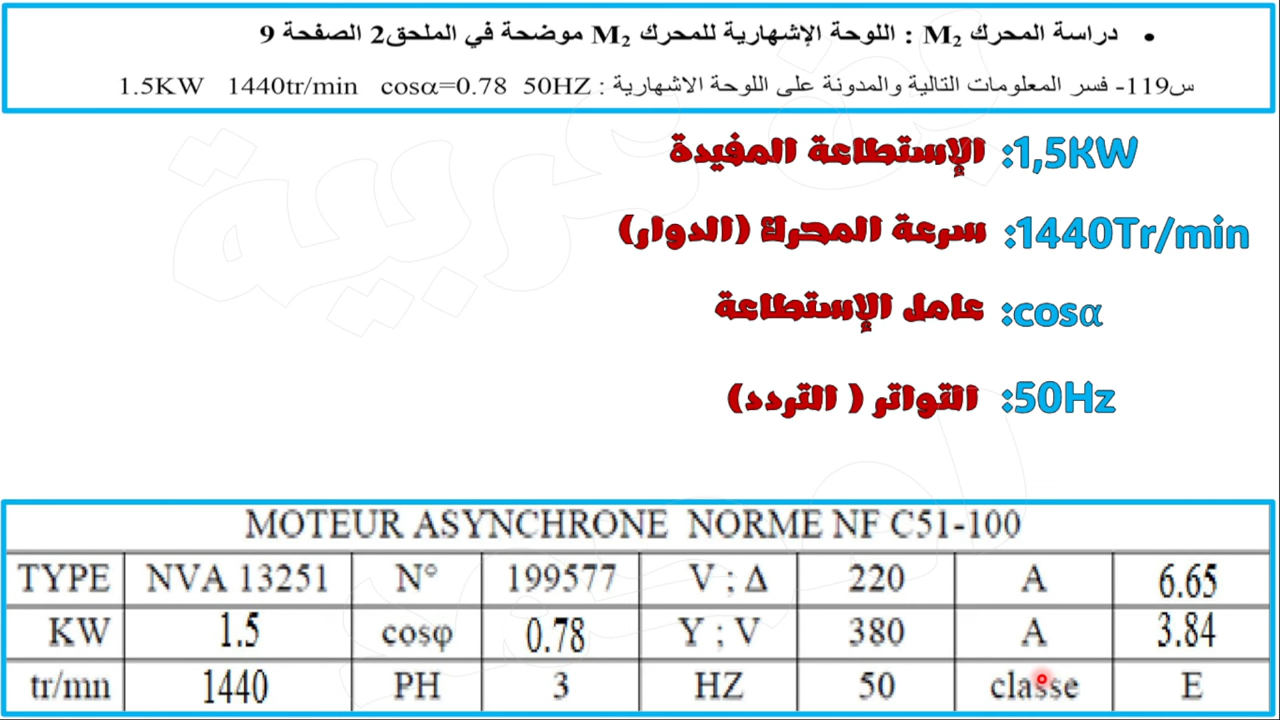 • دراسة المحرك M₂ : اللوحة الإشهارية للمحرك M₂ موضحة في الملحق2 الصفحة 9
س119- فسر المعلومات التالية والمدونة على اللوحة الاشهارية : 1.5KW 1440tr/min cosα=0.78 50HZ
1,5KW: الإستطاعة المفيدة
1440Tr/min: سرعة المحرك (الدوار)
cosα: عامل الإستطاعة
50Hz: التواتر ( التردد)
MOTEUR ASYNCHRONE NORME NF C51-100
TYPE NVA 13251 N° 199577 V ; Δ 220 A 6.65
KW 1.5 cosφ 0.78 Y ; V 380 A 3.84
tr/mn 1440 PH 3 HZ 50 classe E